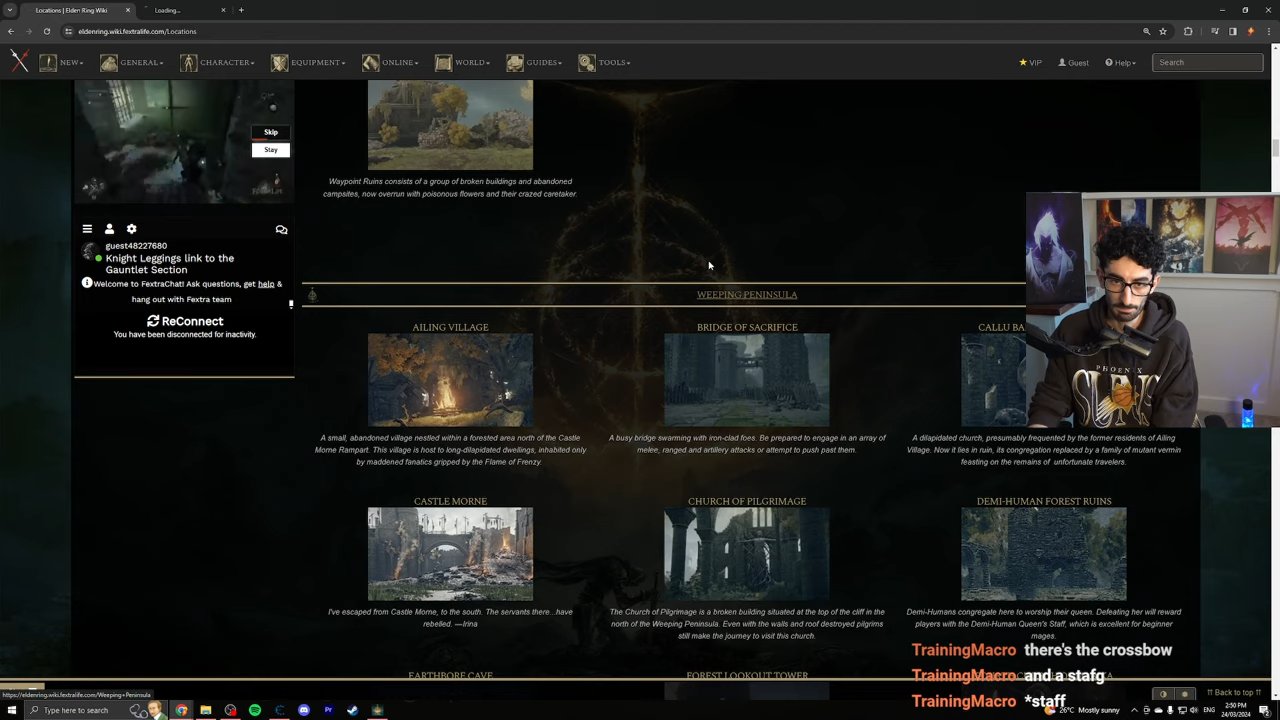 Locations | Elden Ring Wiki
Loading...
eldenring.wiki.fextralife.com/Locations
NEW
GENERAL
CHARACTER
EQUIPMENT
ONLINE
WORLD
GUIDES
TOOLS
VIP
Guest
Help
Search
Skip
Stay
Waypoint Ruins consists of a group of broken buildings and abandoned
campsites, now overrun with poisonous flowers and their crazed caretaker.
guest48227680
Knight Leggings link to the
Gauntlet Section
Welcome to FextraChat! Ask questions, get help &
hang out with Fextra team
ReConnect
You have been disconnected for inactivity.
WEEPING PENINSULA
AILING VILLAGE
BRIDGE OF SACRIFICE
CALLU BA
A small, abandoned village nestled within a forested area north of the Castle
Morne Rampart. This village is host to long-dilapidated dwellings, inhabited only
by maddened fanatics gripped by the Flame of Frenzy.
A busy bridge swarming with iron-clad foes. Be prepared to engage in an array of
melee, ranged and artillery attacks or attempt to push past them.
A dilapidated church, presumably frequented by the former residents of Ailing
Village. Now it lies in ruin, its congregation replaced by a family of mutant vermin
feasting on the remains of unfortunate travelers.
PHOENIX
SUNS
CASTLE MORNE
CHURCH OF PILGRIMAGE
DEMI-HUMAN FOREST RUINS
I've escaped from Castle Morne, to the south. The servants there...have
rebelled. —Irina
The Church of Pilgrimage is a broken building situated at the top of the cliff in the
north of the Weeping Peninsula. Even with the walls and roof destroyed pilgrims
still make the journey to visit this church.
Demi-Humans congregate here to worship their queen. Defeating her will reward
players with the Demi-Human Queen's Staff, which is excellent for beginner
mages.
TrainingMacro there's the crossbow
TrainingMacro and a stafg
TrainingMacro *staff
EARTHBORE CAVE
FOREST LOOKOUT TOWER
https://eldenring.wiki.fextralife.com/Weeping+Peninsula
Back to top
Type here to search
26°C Mostly sunny
ENG
2:50 PM
24/03/2024